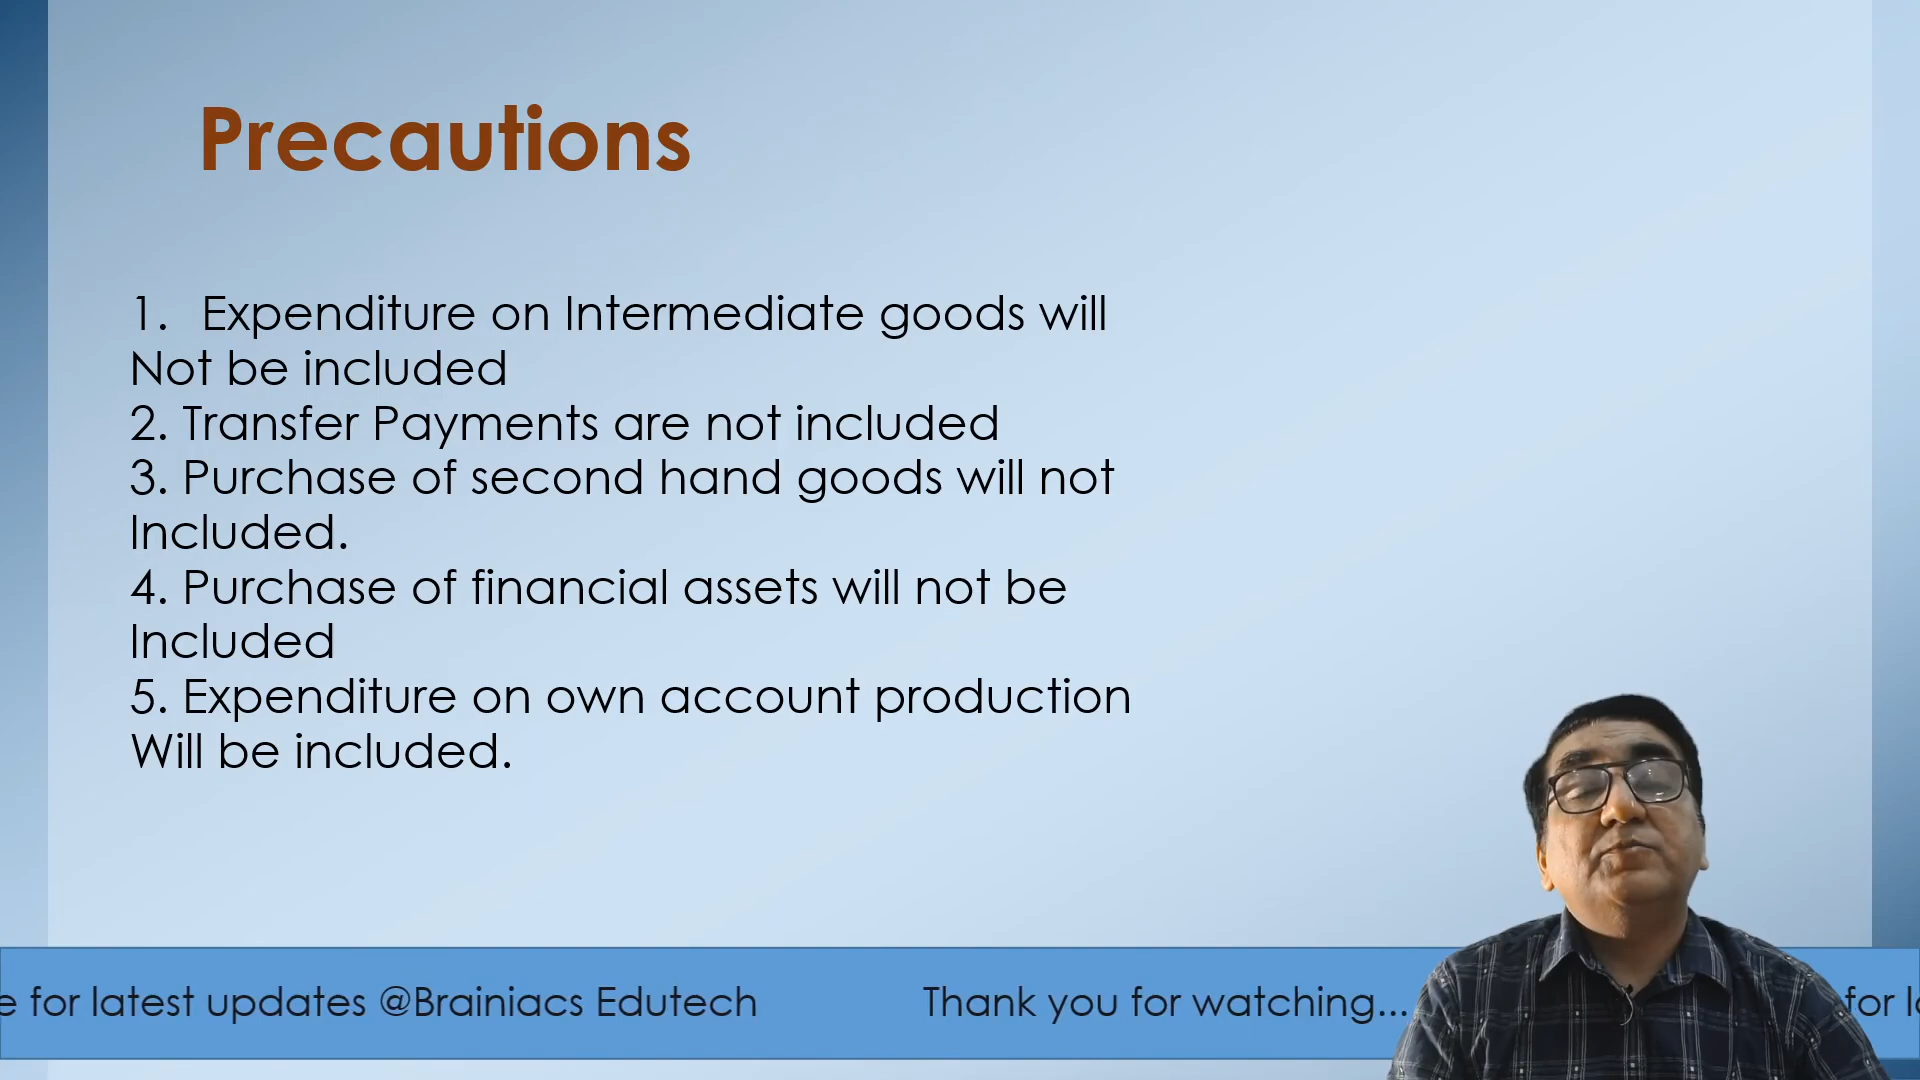 Precautions
1. Expenditure on Intermediate goods will
Not be included
2. Transfer Payments are not included
3. Purchase of second hand goods will not
Included.
4. Purchase of financial assets will not be
Included
5. Expenditure on own account production
Will be included.
for latest updates @Brainiacs Edutech Thank you for watching... for